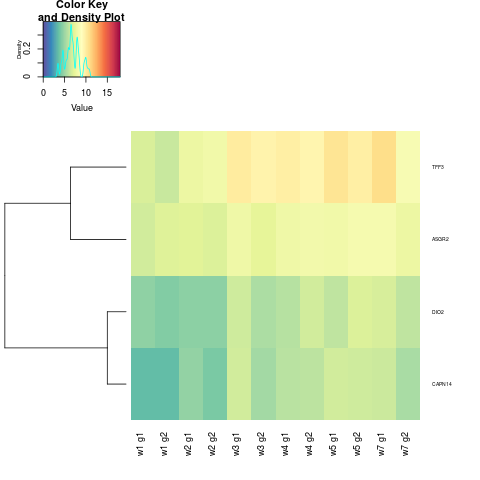 Color Key
and Density Plot
Density
0 0.2
0 5 10 15
Value
TFF3
ASGR2
DIO2
CAPN14
w1 g1
w1 g2
w2 g1
w2 g2
w3 g1
w3 g2
w4 g1
w4 g2
w5 g1
w5 g2
w7 g1
w7 g2